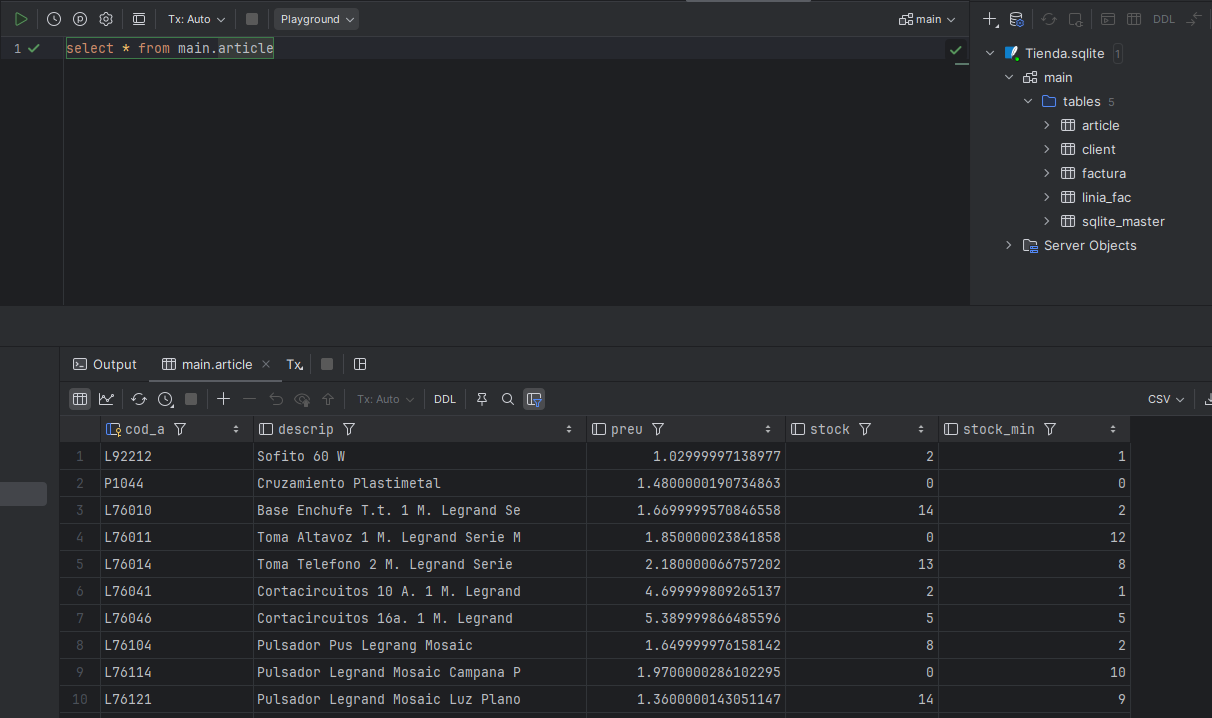 Tx: Auto Playground main DDL
1 select * from main.article
Tienda.sqlite 1
main
tables 5
article
client
factura
linia_fac
sqlite_master
Server Objects
Output main.article Tx
Tx: Auto DDL CSV
cod_a descrip preu stock stock_min
1 L92212 Sofito 60 W 1.02999997138977 2 1
2 P1044 Cruzamiento Plastimetal 1.4800000190734863 0 0
3 L76010 Base Enchufe T.t. 1 M. Legrand Se 1.6699999570846558 14 2
4 L76011 Toma Altavoz 1 M. Legrand Serie M 1.850000023841858 0 12
5 L76014 Toma Telefono 2 M. Legrand Serie 2.180000066757202 13 8
6 L76041 Cortacircuitos 10 A. 1 M. Legrand 4.699999809265137 2 1
7 L76046 Cortacircuitos 16a. 1 M. Legrand 5.389999866485596 5 5
8 L76104 Pulsador Pus Legrang Mosaic 1.649999976158142 8 2
9 L76114 Pulsador Legrand Mosaic Campana P 1.9700000286102295 0 10
10 L76121 Pulsador Legrand Mosaic Luz Plano 1.3600000143051147 14 9